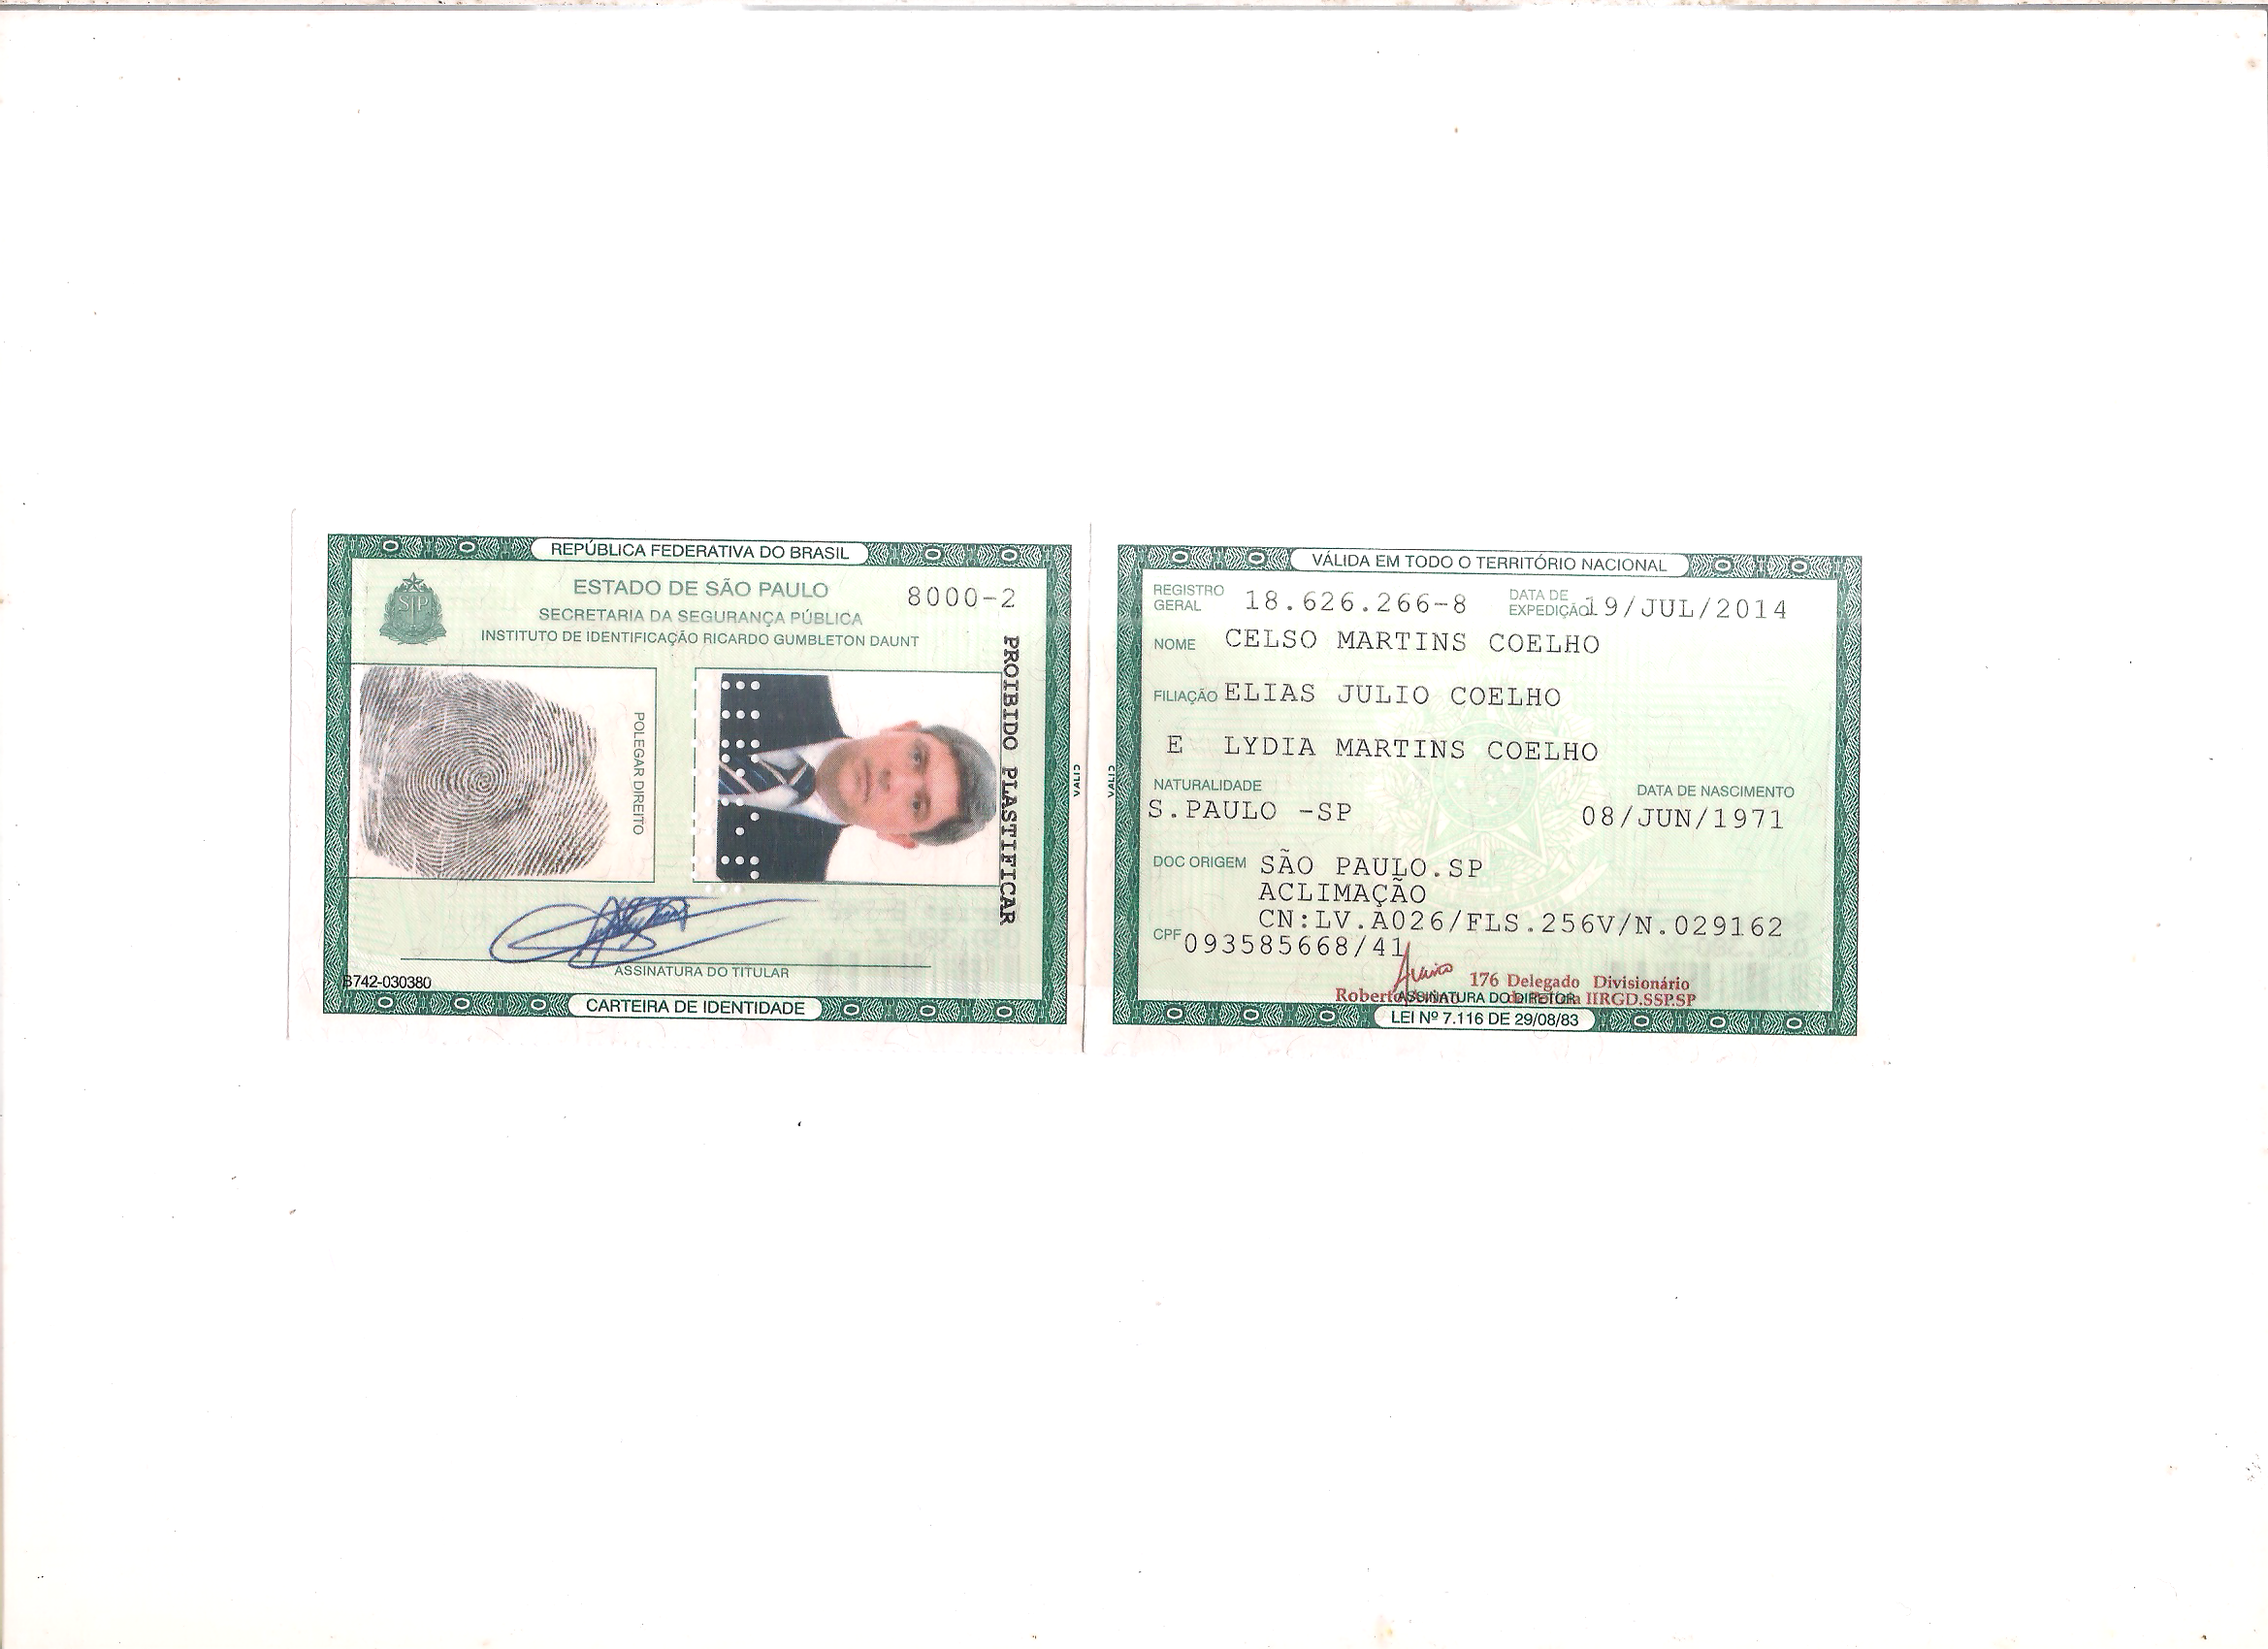 REPÚBLICA FEDERATIVA DO BRASIL
ESTADO DE SÃO PAULO
8000-2
SECRETARIA DA SEGURANÇA PÚBLICA
INSTITUTO DE IDENTIFICAÇÃO RICARDO GUMBLETON DAUNT
POLEGAR DIREITO
PROIBIDO PLASTIFICAR
ASSINATURA DO TITULAR
B742-030380
CARTEIRA DE IDENTIDADE
VÁLIDA EM TODO O TERRITÓRIO NACIONAL
REGISTRO GERAL 18.626.266-8 DATA DE EXPEDIÇÃO 19/JUL/2014
NOME CELSO MARTINS COELHO
FILIAÇÃO ELIAS JULIO COELHO
E LYDIA MARTINS COELHO
NATURALIDADE DATA DE NASCIMENTO
S.PAULO -SP 08/JUN/1971
DOC ORIGEM SÃO PAULO.SP
ACLIMAÇÃO
CN:LV.A026/FLS.256V/N.029162
CPF 093585668/41
176 Delegado Divisionário
Roberto IIRGD.SSP.SP
ASSINATURA DO DIRETOR
LEI Nº 7.116 DE 29/08/83